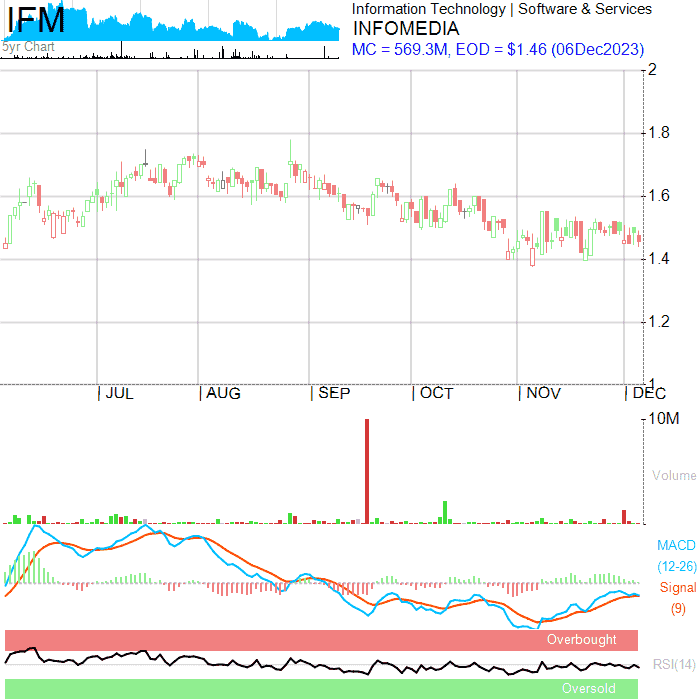 IFM
5yr Chart
Information Technology | Software & Services
INFOMEDIA
MC = 569.3M, EOD = $1.46 (06Dec2023)
2
1.8
1.6
1.4
1.2
1
| JUL | AUG | SEP | OCT | NOV | DEC
10M
Volume
MACD
(12-26)
Signal
(9)
Overbought
RSI(14)
Oversold